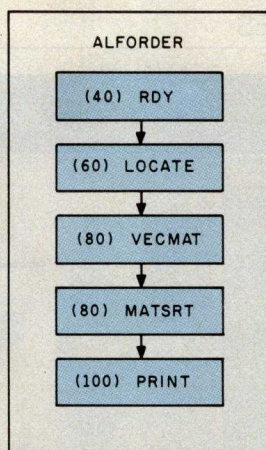 ALFORDER
(40) RDY
(60) LOCATE
(80) VECMAT
(80) MATSRT
(100) PRINT